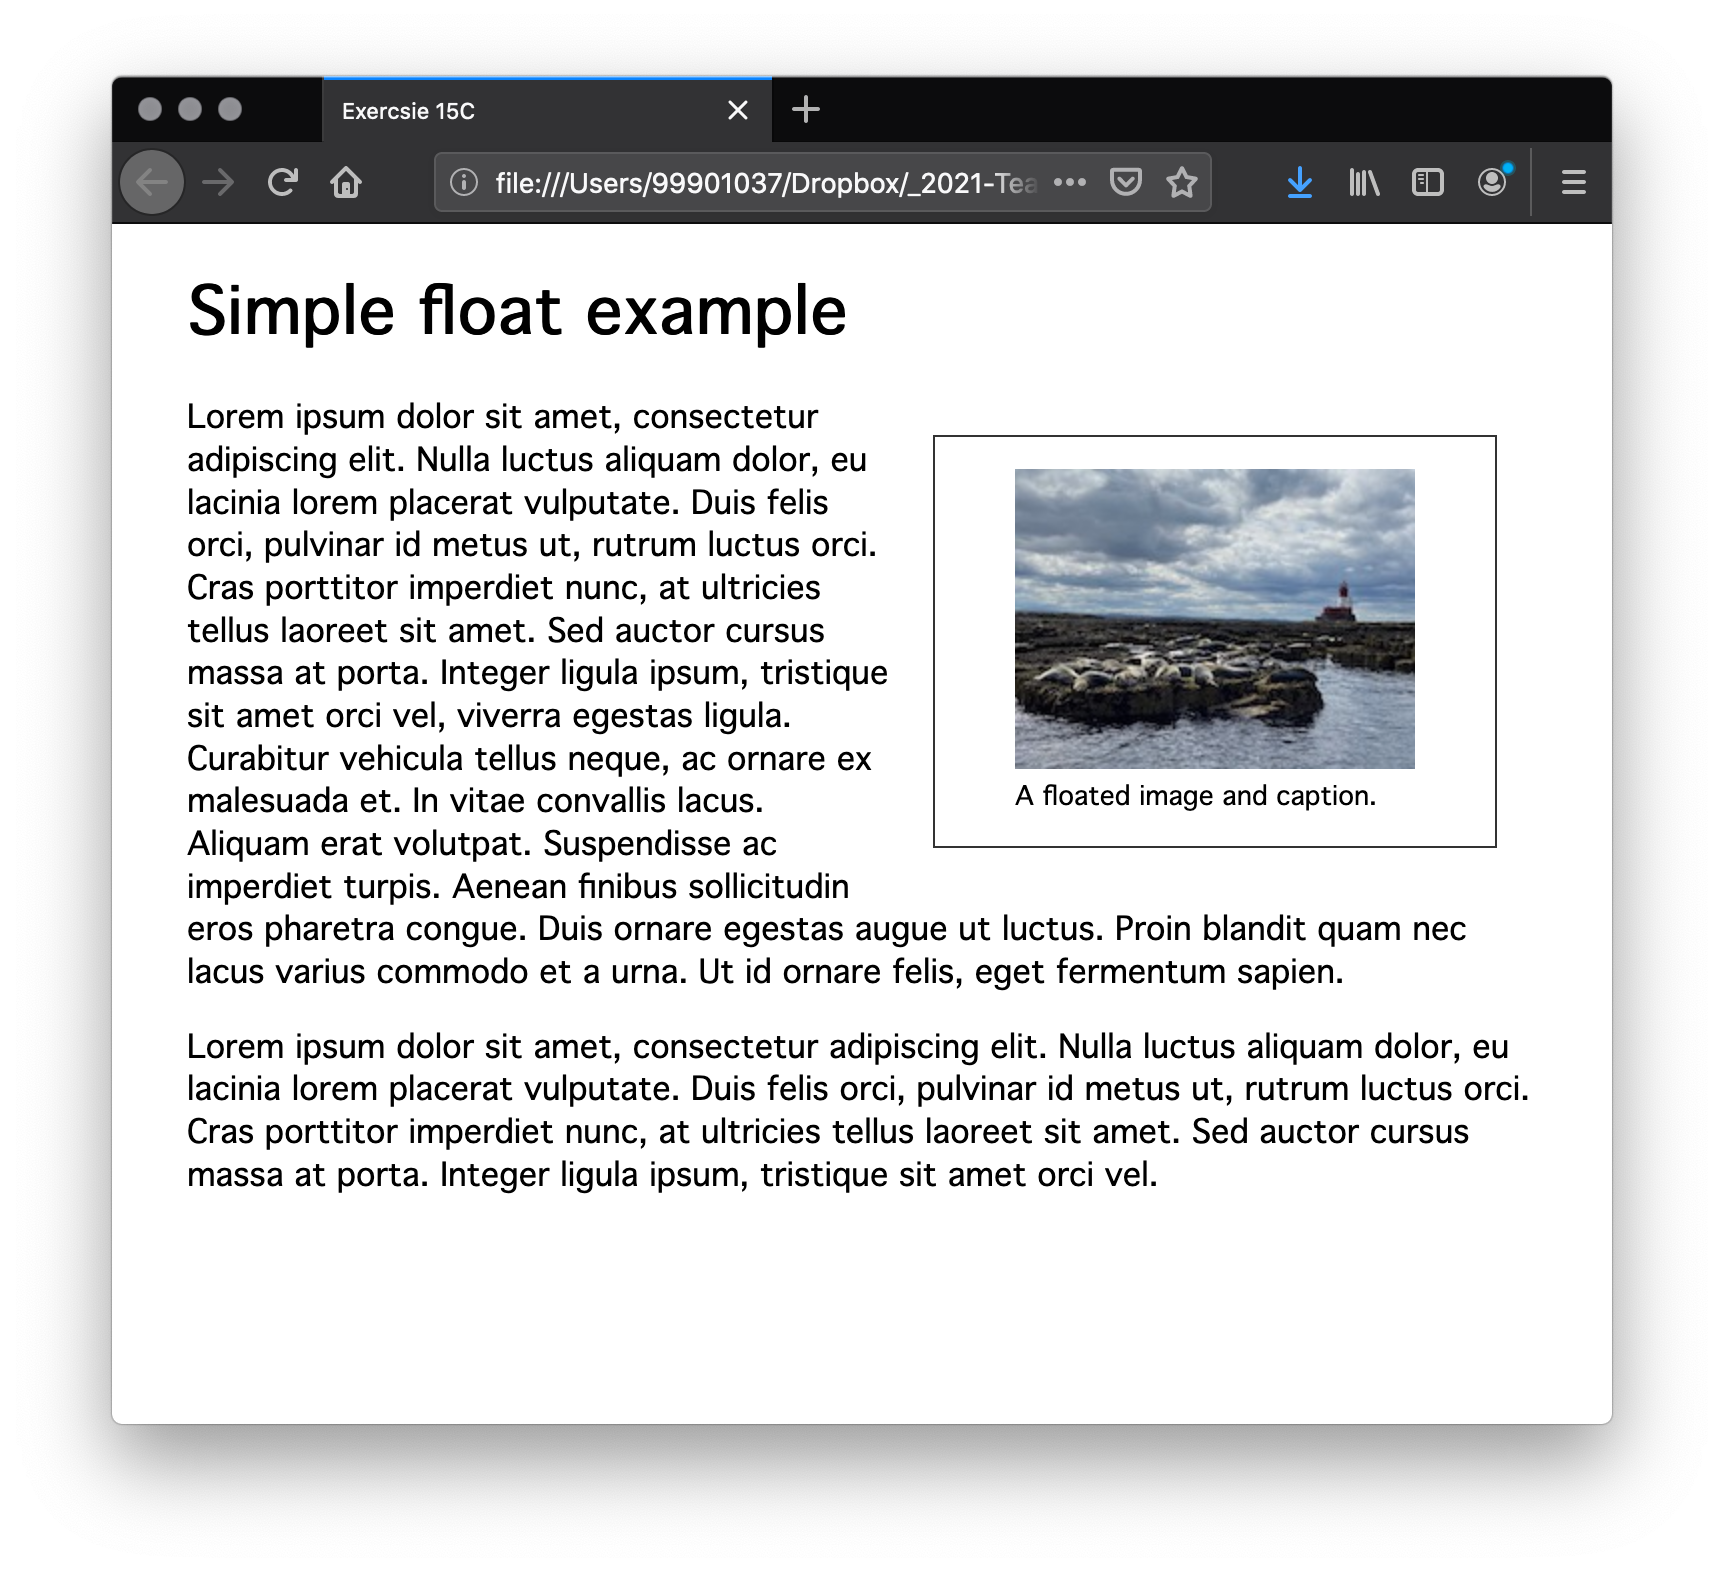 Exercsie 15C
file:///Users/99901037/Dropbox/_2021-Tea
Simple float example
Lorem ipsum dolor sit amet, consectetur
adipiscing elit. Nulla luctus aliquam dolor, eu
lacinia lorem placerat vulputate. Duis felis
orci, pulvinar id metus ut, rutrum luctus orci.
Cras porttitor imperdiet nunc, at ultricies
tellus laoreet sit amet. Sed auctor cursus
massa at porta. Integer ligula ipsum, tristique
sit amet orci vel, viverra egestas ligula.
Curabitur vehicula tellus neque, ac ornare ex
malesuada et. In vitae convallis lacus.
Aliquam erat volutpat. Suspendisse ac
imperdiet turpis. Aenean finibus sollicitudin
eros pharetra congue. Duis ornare egestas augue ut luctus. Proin blandit quam nec
lacus varius commodo et a urna. Ut id ornare felis, eget fermentum sapien.
A floated image and caption.
Lorem ipsum dolor sit amet, consectetur adipiscing elit. Nulla luctus aliquam dolor, eu
lacinia lorem placerat vulputate. Duis felis orci, pulvinar id metus ut, rutrum luctus orci.
Cras porttitor imperdiet nunc, at ultricies tellus laoreet sit amet. Sed auctor cursus
massa at porta. Integer ligula ipsum, tristique sit amet orci vel.